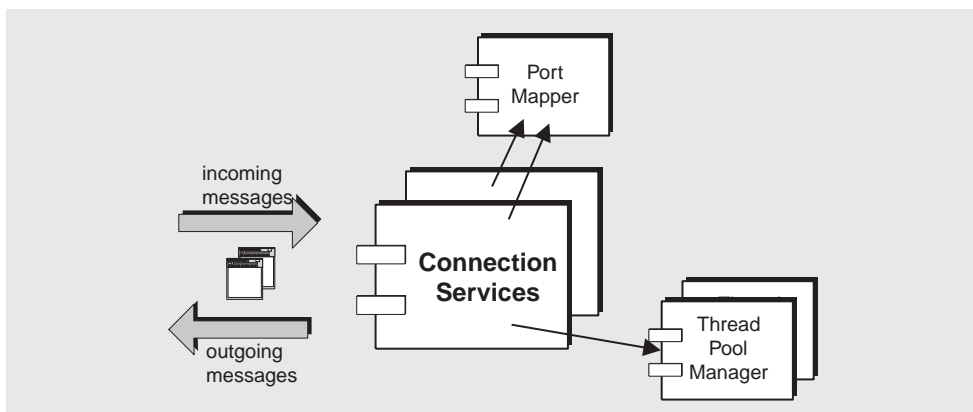 Port
Mapper
incoming
messages
Connection
Services
outgoing
messages
Thread
Pool
Manager